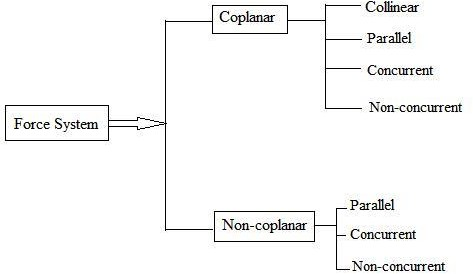 Collinear
Coplanar
Parallel
Concurrent
Non-concurrent
Force System
Parallel
Non-coplanar
Concurrent
Non-concurrent